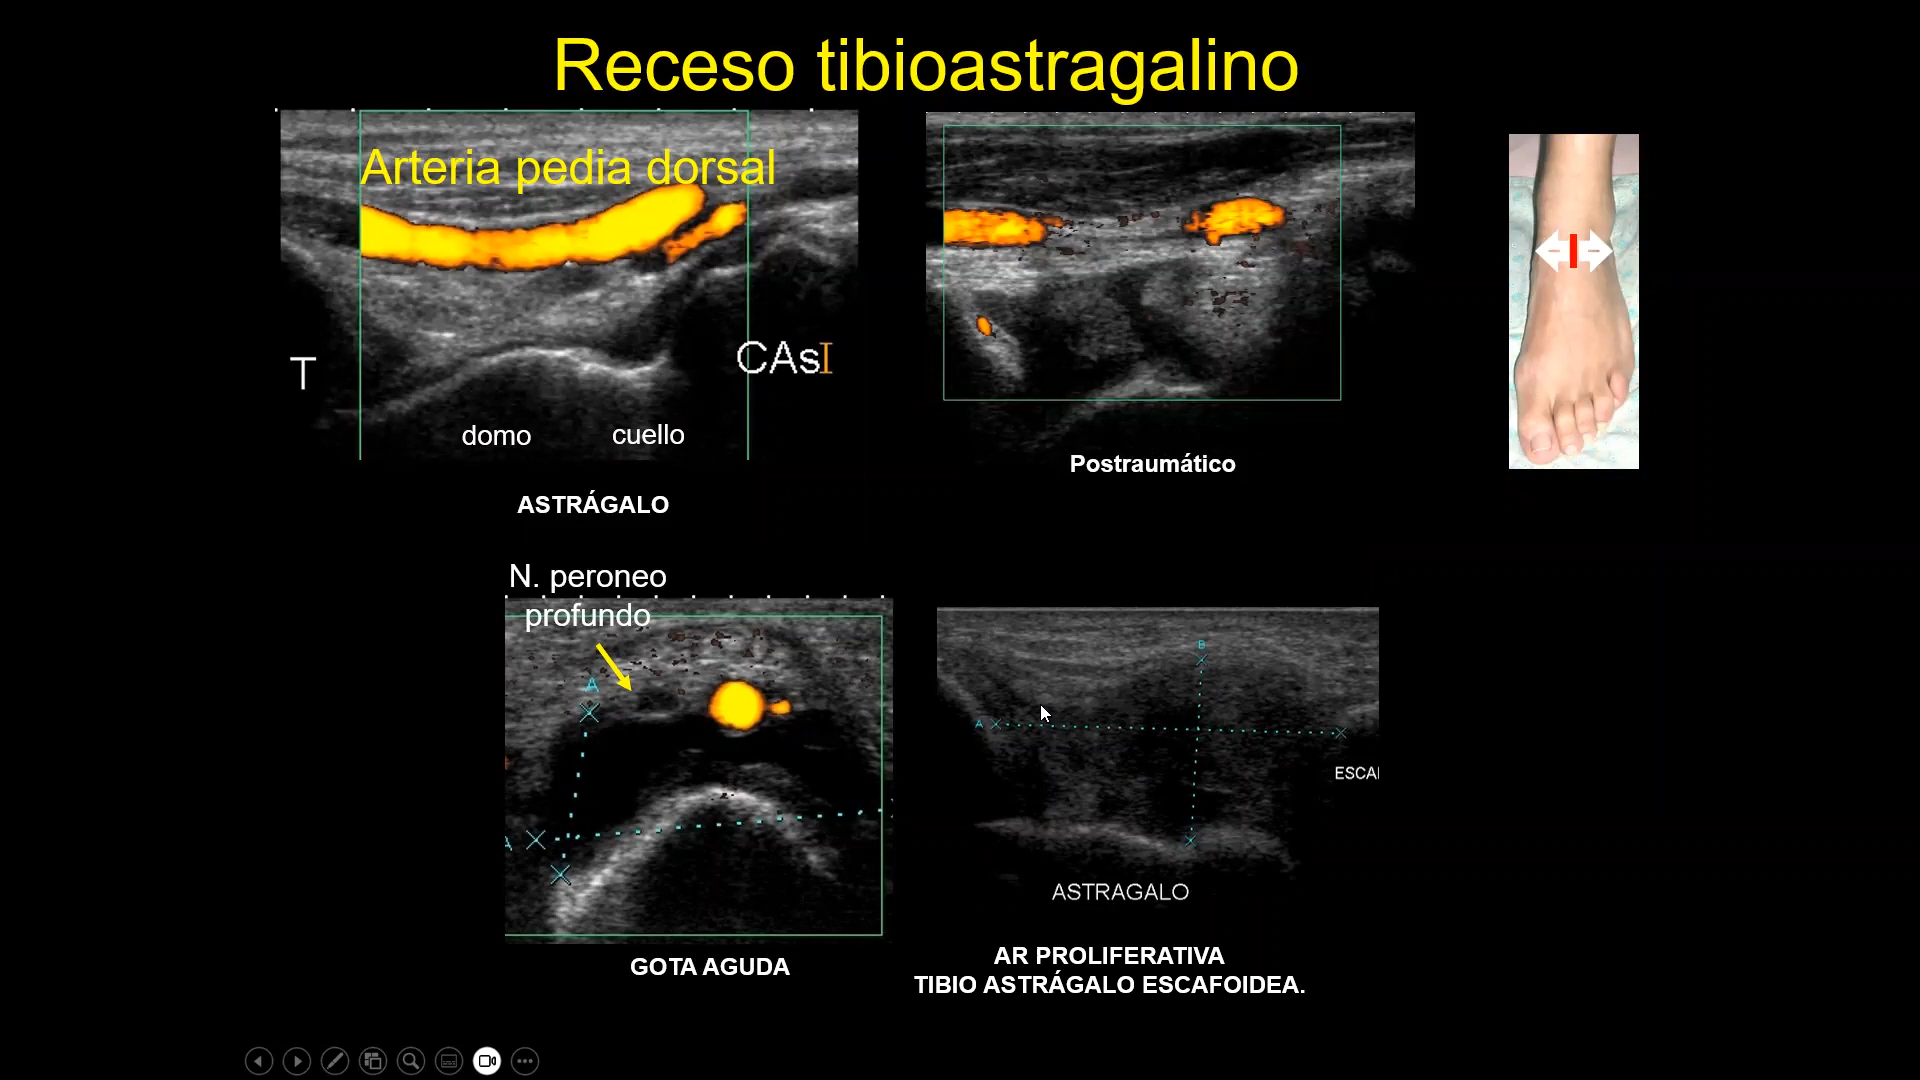 Receso tibioastragalino
Arteria pedia dorsal
T
CAsI
domo
cuello
ASTRÁGALO
Postraumático
N. peroneo
profundo
A
A
GOTA AGUDA
B
A
ESCAI
ASTRAGALO
AR PROLIFERATIVA
TIBIO ASTRÁGALO ESCAFOIDEA.